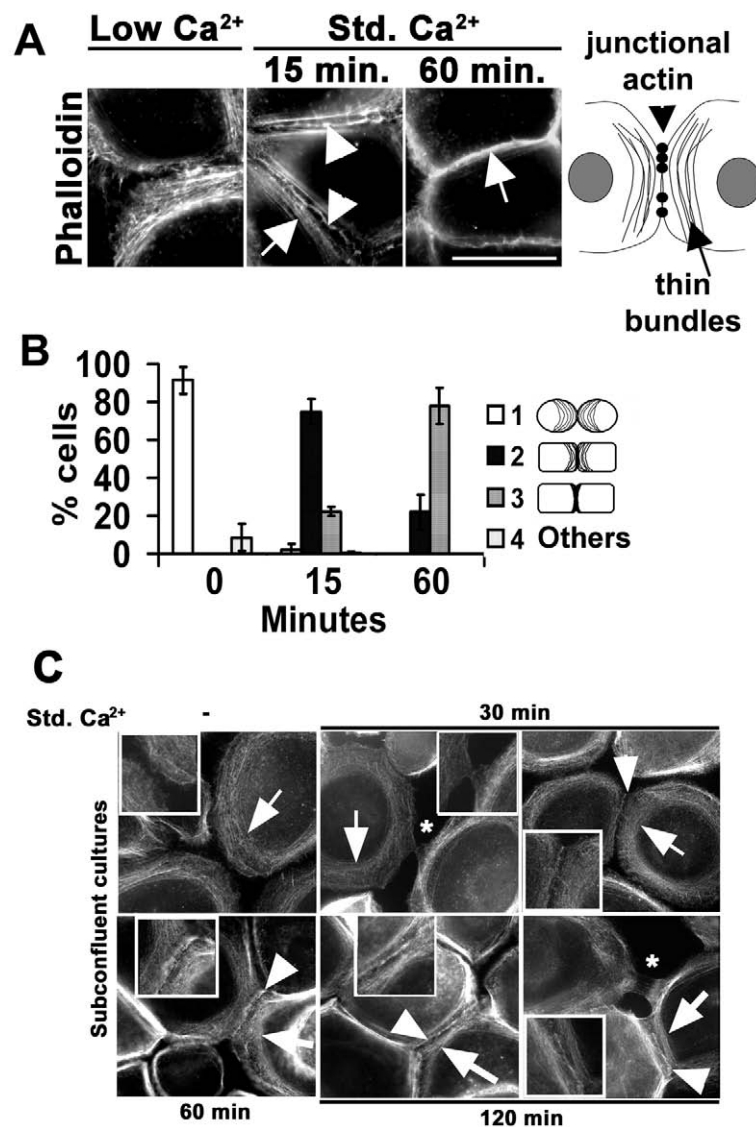 A
Low Ca²⁺
Std. Ca²⁺
15 min.
60 min.
Phalloidin
junctional
actin
thin
bundles
B
100
80
60
40
20
0
% cells
0
15
60
Minutes
1
2
3
4 Others
C
Std. Ca²⁺
-
30 min
Subconfluent cultures
*
*
60 min
120 min